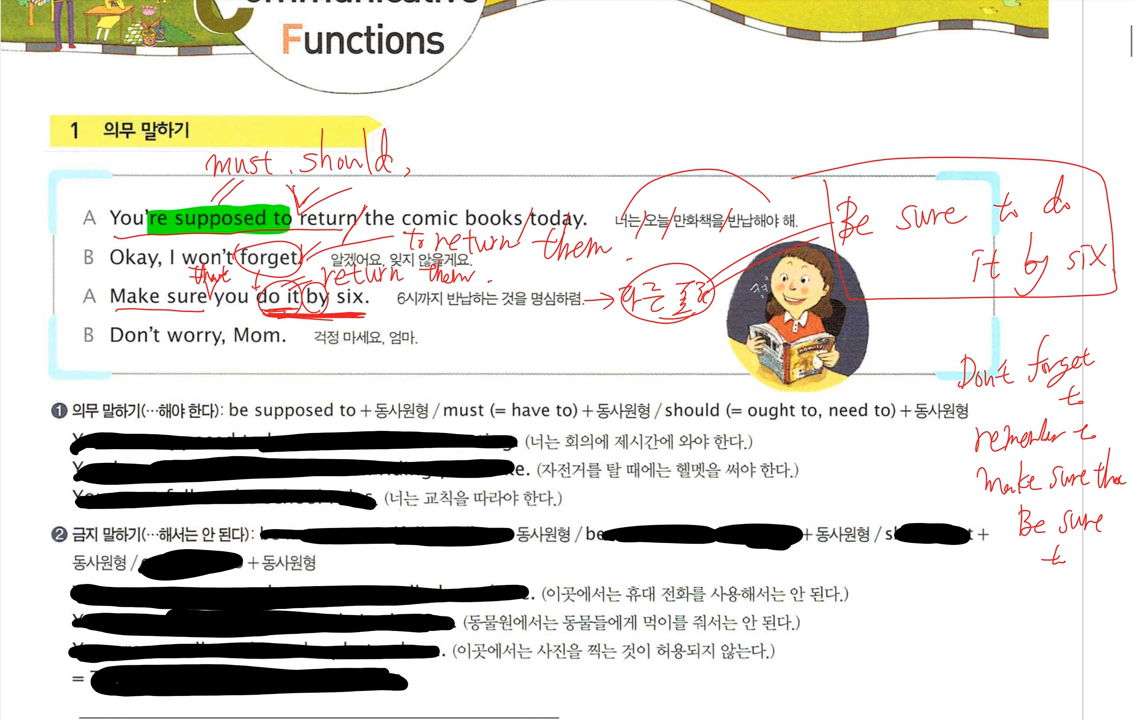 Functions
1 의무 말하기
must, should,
A You're supposed to return the comic books today. 너는 오늘 만화책을 반납해야 해.
to return them.
B Okay, I won't forget. 알겠어요, 잊지 않을게요.
that return them.
A Make sure you do it by six. 6시까지 반납하는 것을 명심하렴. → 다른 표현
B Don't worry, Mom. 걱정 마세요, 엄마.
Be sure to do
it by six
Don't forget
to
remember to
Make sure tha
Be sure
to
❶ 의무 말하기(…해야 한다): be supposed to + 동사원형 / must (= have to) + 동사원형 / should (= ought to, need to) + 동사원형
(너는 회의에 제시간에 와야 한다.)
ke. (자전거를 탈 때에는 헬멧을 써야 한다.)
(너는 교칙을 따라야 한다.)
❷ 금지 말하기(…해서는 안 된다): 동사원형 / be + 동사원형 / s t +
동사원형 / + 동사원형
. (이곳에서는 휴대 전화를 사용해서는 안 된다.)
. (동물원에서는 동물들에게 먹이를 줘서는 안 된다.)
. (이곳에서는 사진을 찍는 것이 허용되지 않는다.)
=